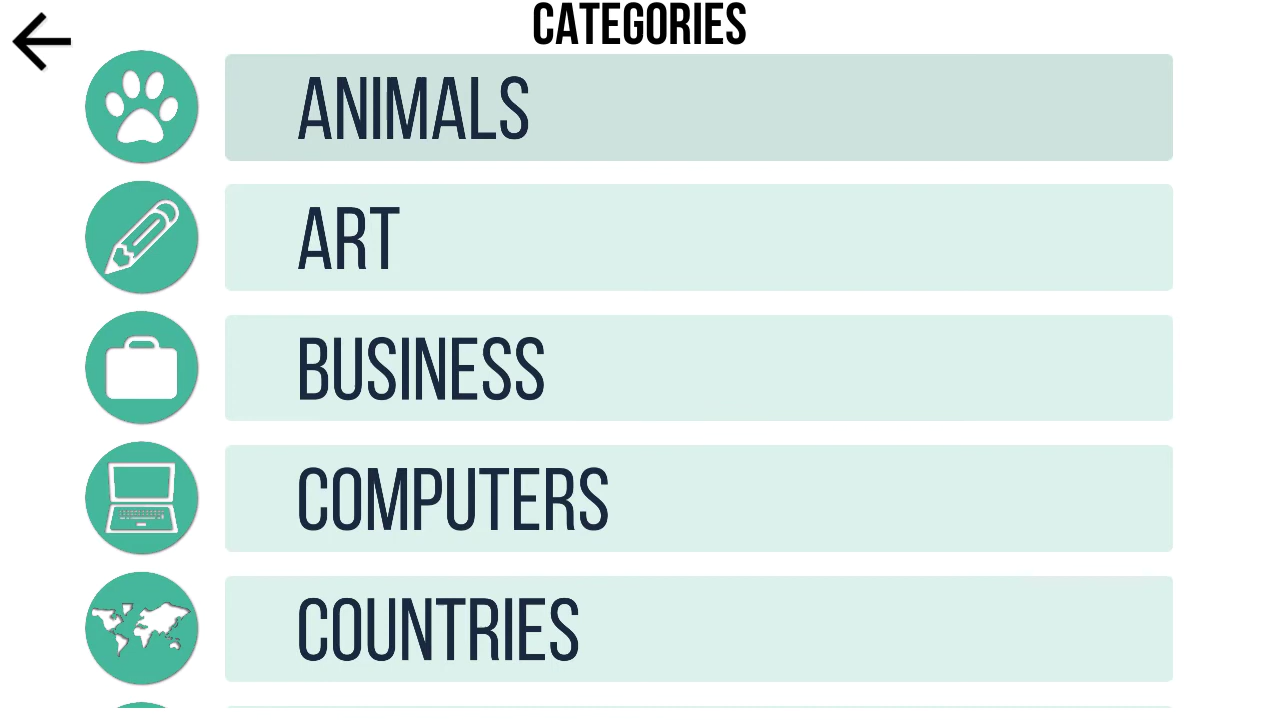 CATEGORIES
ANIMALS
ART
BUSINESS
COMPUTERS
COUNTRIES